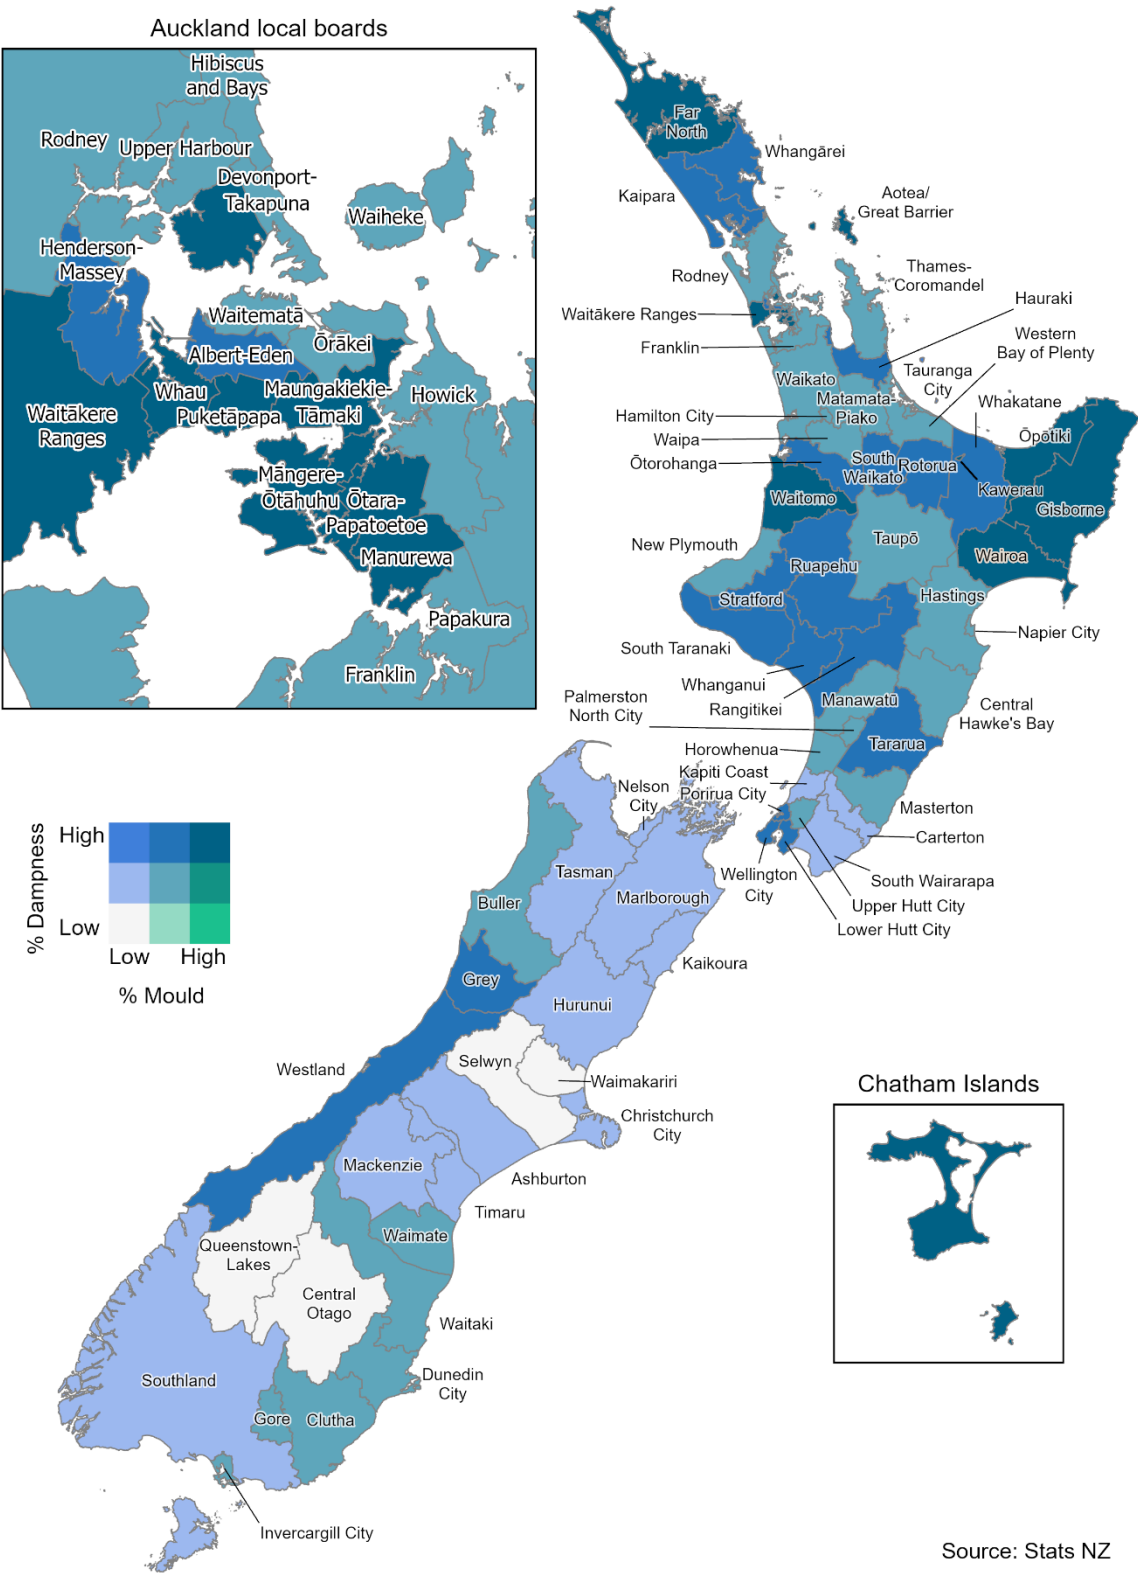 Auckland local boards
Hibiscus
and Bays
Rodney
Upper Harbour
Devonport-
Takapuna
Waiheke
Henderson-
Massey
Waitematā
Ōrākei
Albert-Eden
Howick
Whau
Maungakiekie-
Tāmaki
Puketāpapa
Waitākere
Ranges
Māngere-
Ōtāhuhu
Ōtara-
Papatoetoe
Manurewa
Papakura
Franklin
Far
North
Whangārei
Kaipara
Aotea/
Great Barrier
Rodney
Thames-
Coromandel
Hauraki
Waitākere Ranges
Western
Bay of Plenty
Franklin
Tauranga
City
Waikato
Matamata-
Piako
Whakatane
Hamilton City
Waipa
Ōpōtiki
Ōtorohanga
South
Waikato
Rotorua
Kawerau
Waitomo
Gisborne
New Plymouth
Taupō
Wairoa
Ruapehu
Stratford
Hastings
Napier City
South Taranaki
Whanganui
Rangitikei
Palmerston
North City
Manawatū
Central
Hawke's Bay
Tararua
Horowhenua
Kapiti Coast
Porirua City
Nelson
City
Masterton
Carterton
Tasman
Wellington
City
South Wairarapa
Marlborough
Upper Hutt City
Buller
Lower Hutt City
Kaikoura
Grey
Hurunui
Westland
Selwyn
Waimakariri
Christchurch
City
Mackenzie
Ashburton
Timaru
Waimate
Queenstown-
Lakes
Central
Otago
Waitaki
Southland
Dunedin
City
Gore
Clutha
Invercargill City
% Dampness
High
Low
Low
High
% Mould
Chatham Islands
Source: Stats NZ